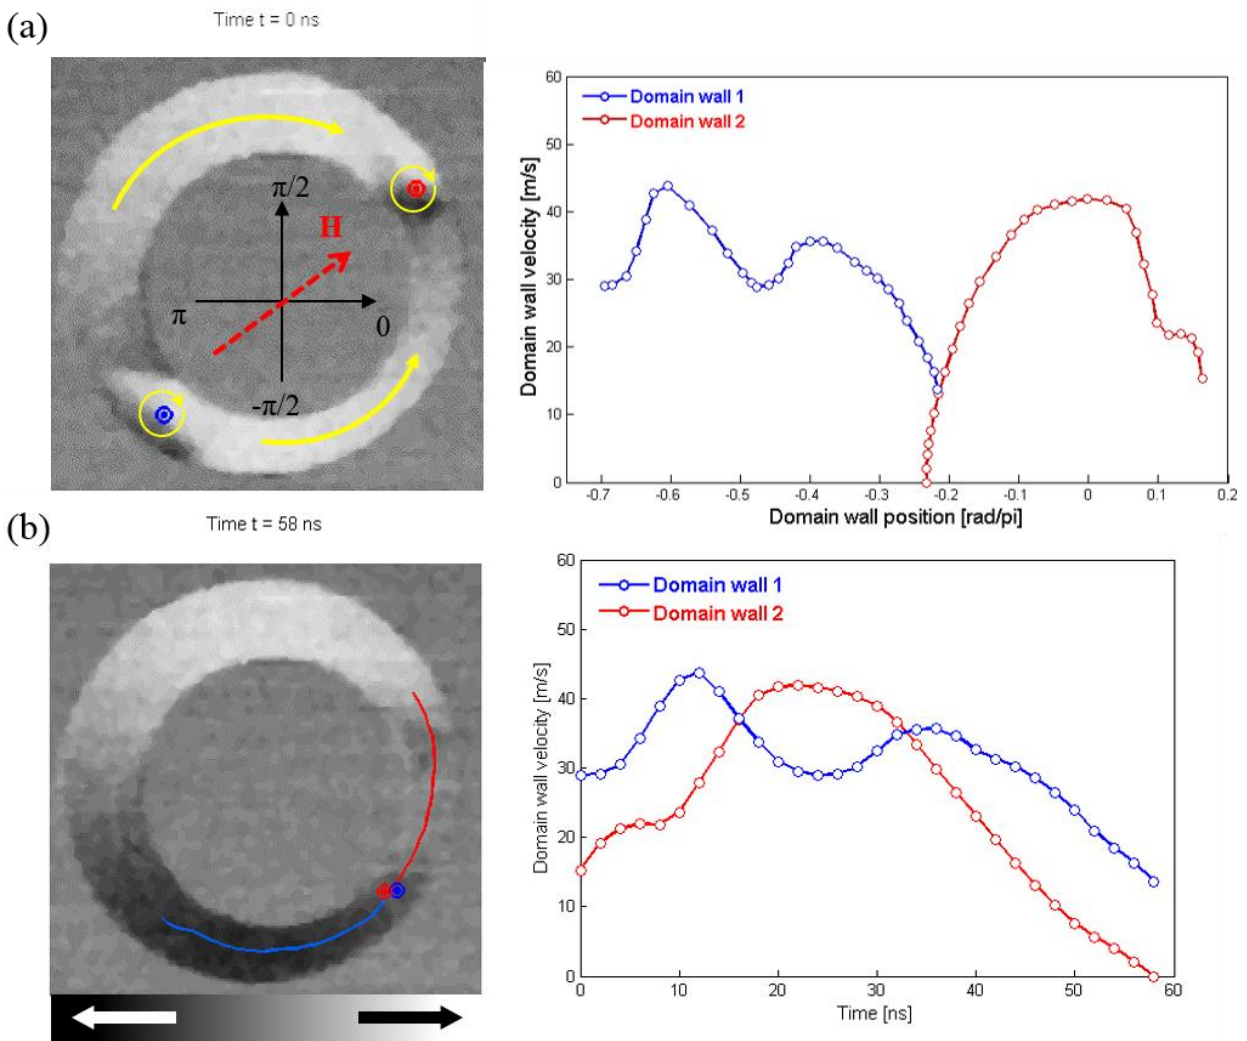 (a)
Time t = 0 ns
π/2
H
π
0
-π/2
60
50
40
30
20
10
0
Domain wall velocity [m/s]
Domain wall 1
Domain wall 2
-0.7
-0.6
-0.5
-0.4
-0.3
-0.2
-0.1
0
0.1
0.2
Domain wall position [rad/pi]
(b)
Time t = 58 ns
60
50
40
30
20
10
0
Domain wall velocity [m/s]
Domain wall 1
Domain wall 2
0
10
20
30
40
50
60
Time [ns]